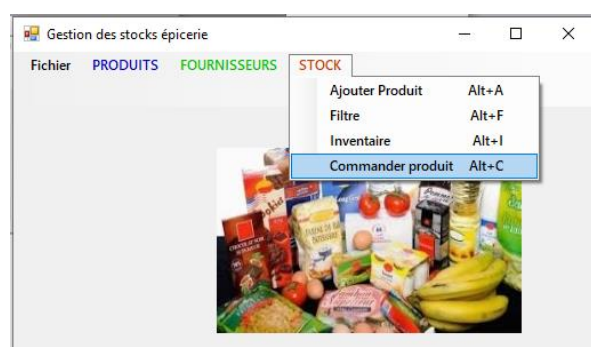 Gestion des stocks épicerie
Fichier PRODUITS FOURNISSEURS STOCK
Ajouter Produit Alt+A
Filtre Alt+F
Inventaire Alt+I
Commander produit Alt+C